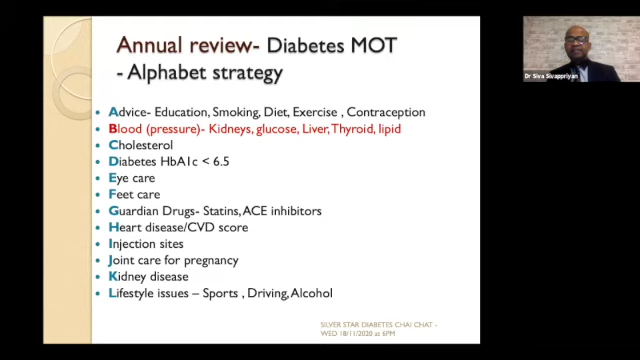 Annual review- Diabetes MOT
- Alphabet strategy
Advice- Education, Smoking, Diet, Exercise , Contraception
Blood (pressure)- Kidneys, glucose, Liver, Thyroid, lipid
Cholesterol
Diabetes HbA1c < 6.5
Eye care
Feet care
Guardian Drugs- Statins, ACE inhibitors
Heart disease/CVD score
Injection sites
Joint care for pregnancy
Kidney disease
Lifestyle issues – Sports , Driving, Alcohol
SILVER STAR DIABETES CHAI CHAT -
WED 18/11/2020 at 6PM
Dr Siva Sivappriyan